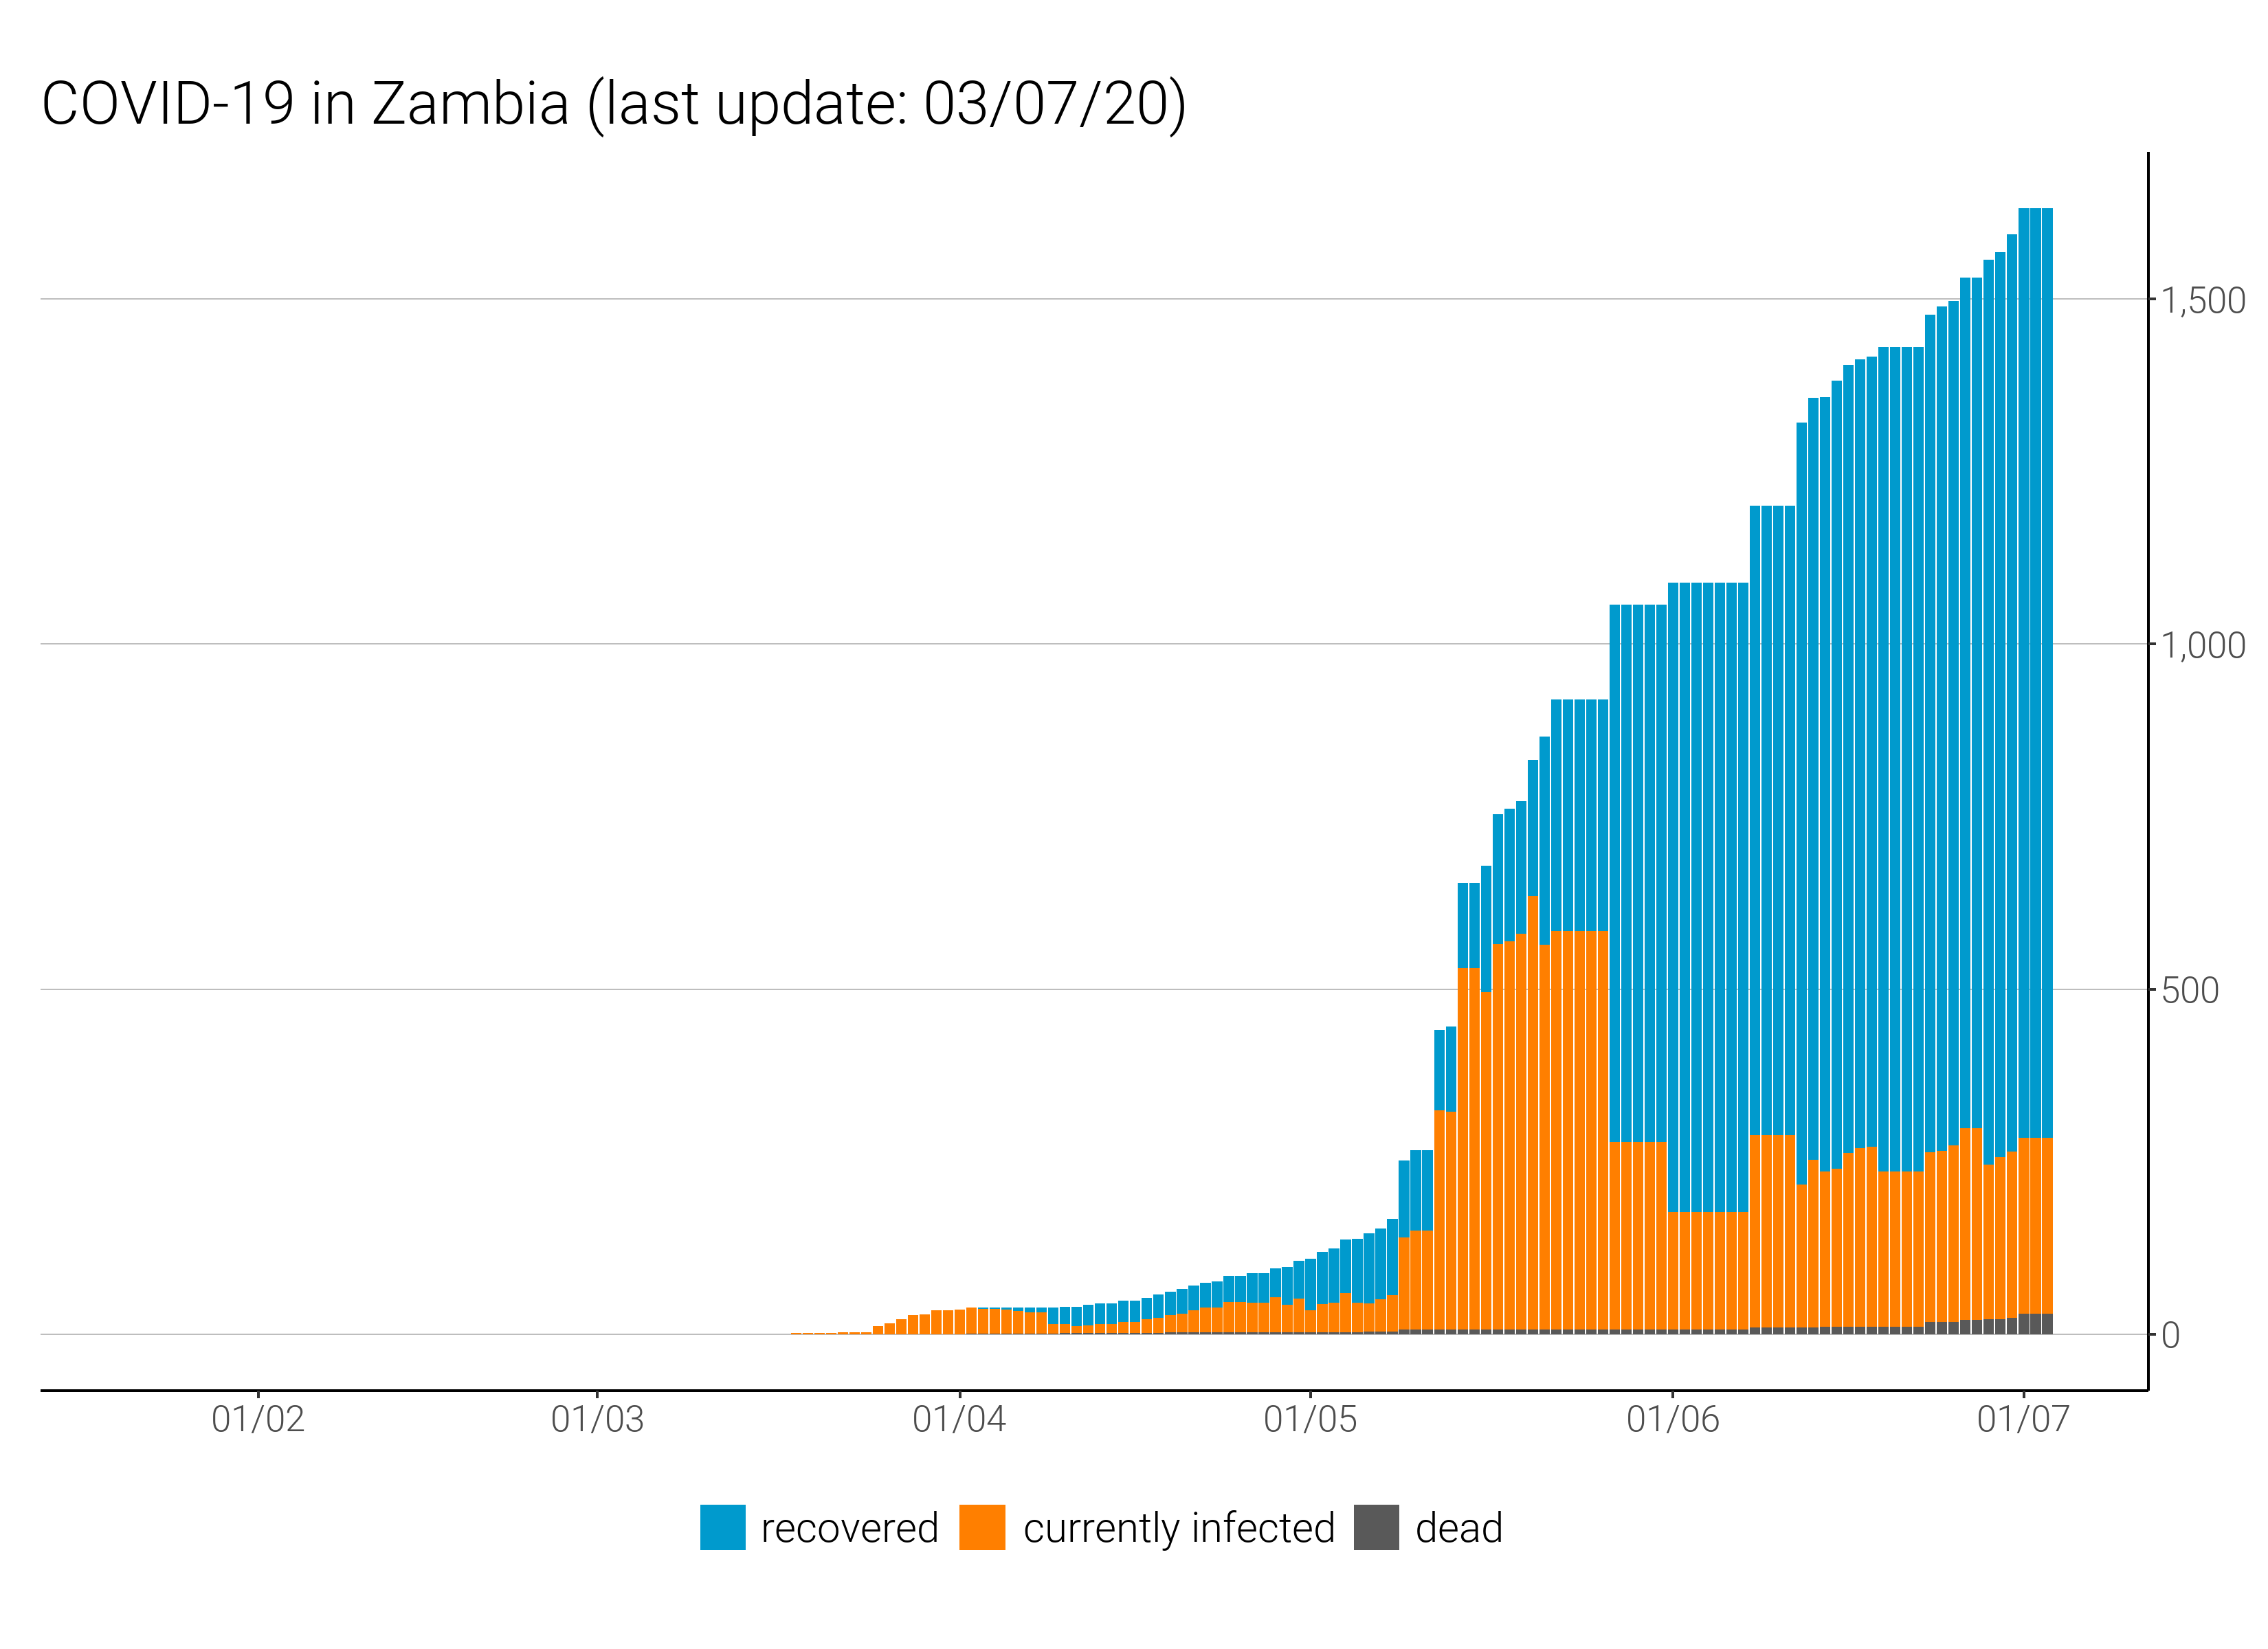 COVID-19 in Zambia (last update: 03/07/20)
1,500
1,000
500
0
01/02 01/03 01/04 01/05 01/06 01/07
recovered currently infected dead